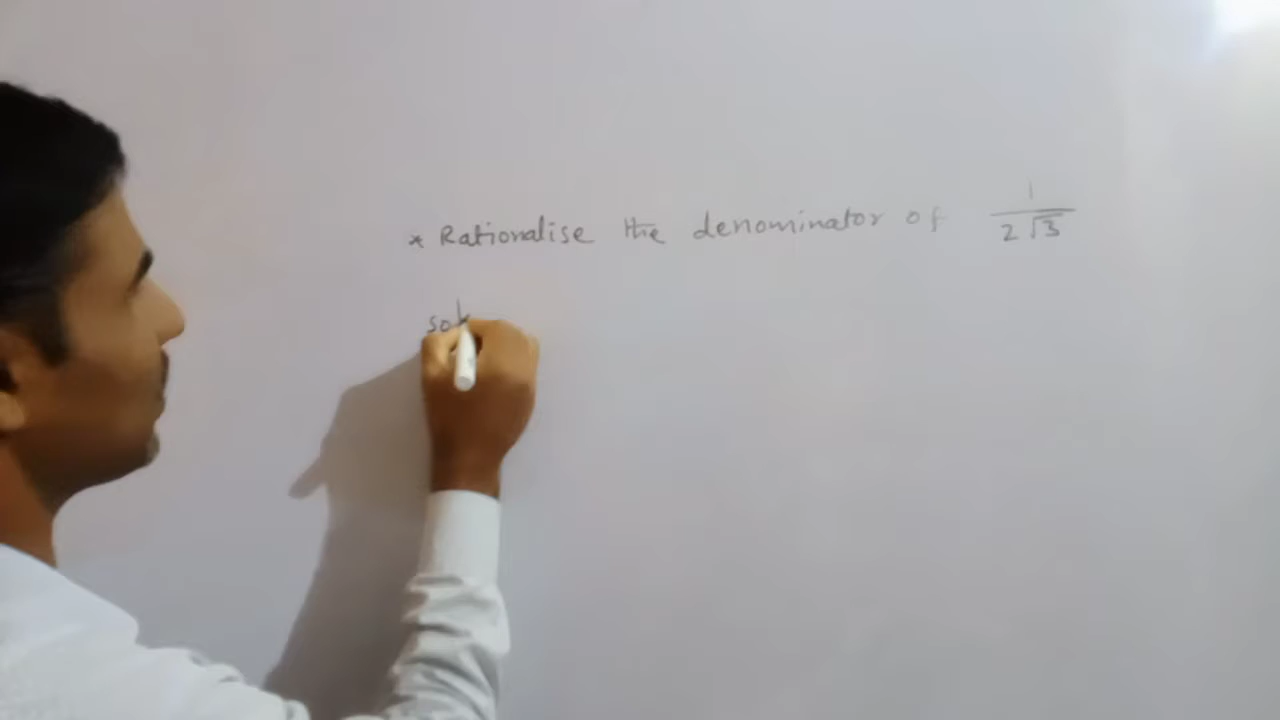 * Rationalise the denominator of 1/2√3
sol